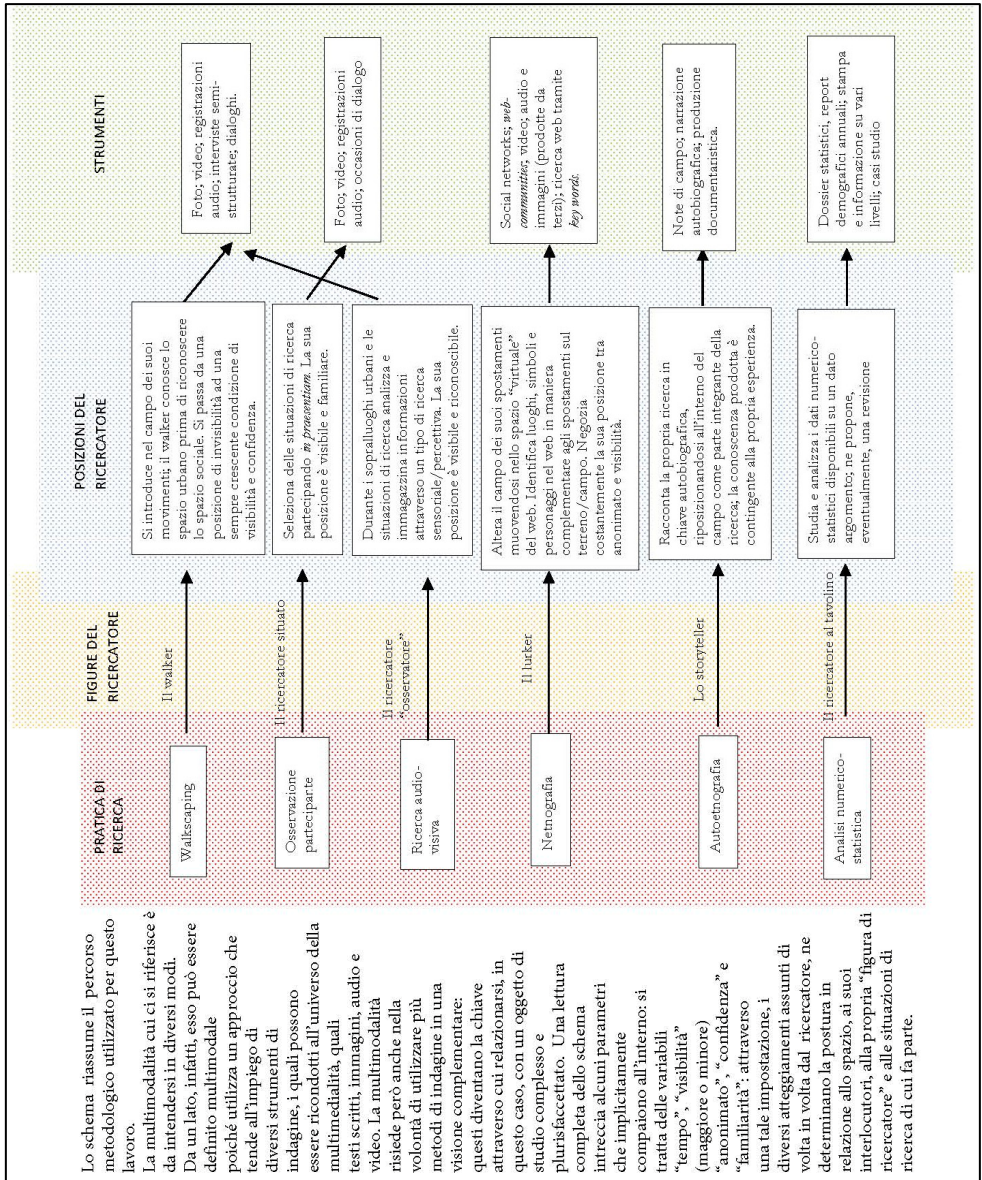 Lo schema riassume il percorso
metodologico utilizzato per questo
lavoro.
La multimodalità cui ci si riferisce è
da intendersi in diversi modi.
Da un lato, infatti, esso può essere
definito multimodale
poiché utilizza un approccio che
tende all'impiego di
diversi strumenti di
indagine, i quali possono
essere ricondotti all'universo della
multimedialità, quali
testi scritti, immagini, audio e
video. La multimodalità
risiede però anche nella
volontà di utilizzare più
metodi di indagine in una
visione complementare:
questi diventano la chiave
attraverso cui relazionarsi, in
questo caso, con un oggetto di
studio complesso e
plurisfaccettato. Una lettura
completa dello schema
intreccia alcuni parametri
che implicitamente
compaiono all'interno: si
tratta delle variabili
"tempo", "visibilità"
(maggiore o minore)
"anonimato", "confidenza" e
"familiarità": attraverso
una tale impostazione, i
diversi atteggiamenti assunti di
volta in volta dal ricercatore, ne
determinano la postura in
relazione allo spazio, ai suoi
interlocutori, alla propria "figura di
ricercatore" e alle situazioni di
ricerca di cui fa parte.
PRATICA DI
RICERCA
FIGURE DEL
RICERCATORE
POSIZIONI DEL
RICERCATORE
STRUMENTI
Walkscaping
Il walker
Si introduce nel campo dei suoi
movimenti; il walker conosce lo
spazio urbano prima di riconoscere
lo spazio sociale. Si passa da una
posizione di invisibilità ad una
sempre crescente condizione di
visibilità e confidenza.
Foto; video; registrazioni
audio; interviste semi-
strutturate; dialoghi.
Osservazione
partecipante
Il ricercatore situato
Seleziona delle situazioni di ricerca
partecipando in praesentium. La sua
posizione è visibile e familiare.
Foto; video; registrazioni
audio; occasioni di dialogo
Ricerca audio-
visiva
Il ricercatore
"osservatore"
Durante i sopralluoghi urbani e le
situazioni di ricerca analizza e
immagazzina informazioni
attraverso un tipo di ricerca
sensoriale/percettiva. La sua
posizione è visibile e riconoscibile.
Netnografia
Il lurker
Altera il campo dei suoi spostamenti
muovendosi nello spazio "virtuale"
del web. Identifica luoghi, simboli e
personaggi nel web in maniera
complementare agli spostamenti sul
terreno/campo. Negozia
costantemente la sua posizione tra
anonimato e visibilità.
Social networks; web-
communities; video; audio e
immagini (prodotte da
terzi); ricerca web tramite
key words.
Autoetnografia
Lo storyteller
Racconta la propria ricerca in
chiave autobiografica,
riposizionandosi all'interno del
campo come parte integrante della
ricerca; la conoscenza prodotta è
contingente alla propria esperienza.
Note di campo; narrazione
autobiografica; produzione
documentaristica.
Analisi numerico-
statistica
Il ricercatore al tavolino
Studia e analizza i dati numerico-
statistici disponibili su un dato
argomento; ne propone,
eventualmente, una revisione
Dossier statistici, report
demografici annuali; stampa
e informazione su vari
livelli; casi studio